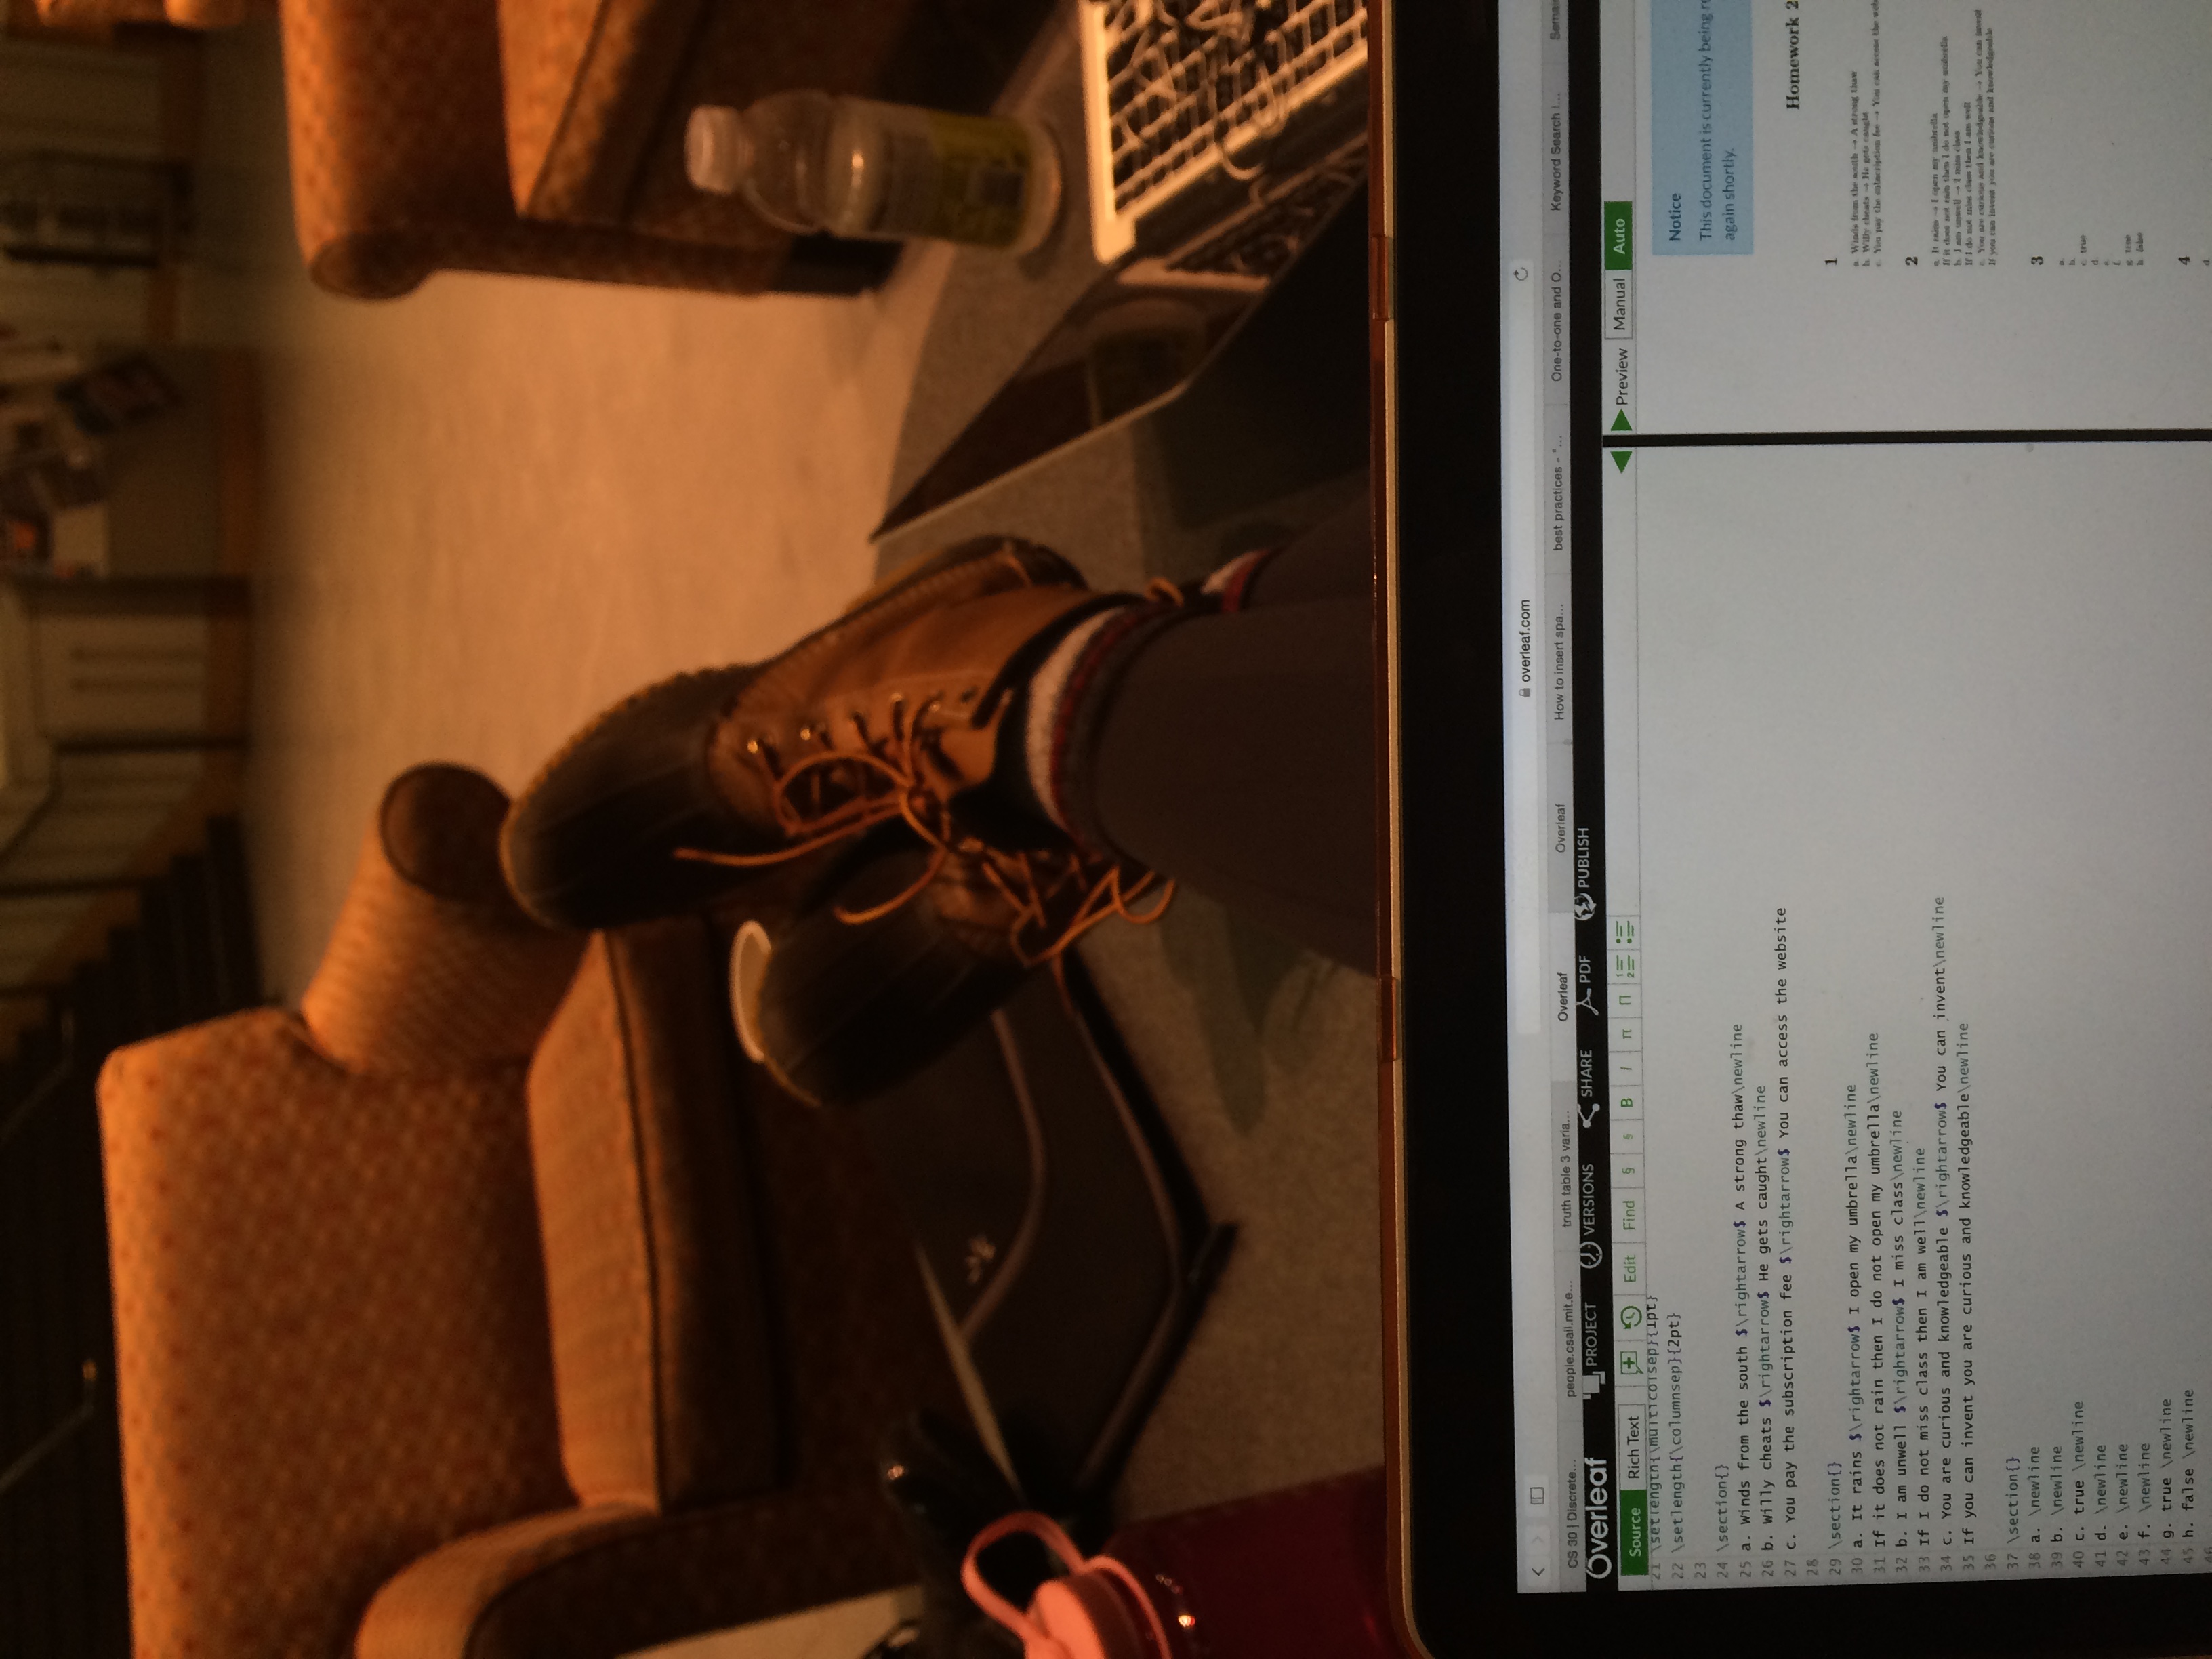 overleaf.com
CS 30 | Discrete...
people.csail.mit.e...
truth table 3 varia...
Overleaf
Overleaf
How to insert spa...
best practices - "...
One-to-one and O...
Keyword Search |...
Overleaf PROJECT VERSIONS SHARE PDF PUBLISH
Source Rich Text Edit Find § § B I π Π Preview Manual Auto
21 \setlength{\multicolsep}{1pt}
22 \setlength{\columnsep}{2pt}
23
24 \section{}
25 a. Winds from the south $\rightarrow$ A strong thaw\newline
26 b. Willy cheats $\rightarrow$ He gets caught\newline
27 c. You pay the subscription fee $\rightarrow$ You can access the website
28
29 \section{}
30 a. It rains $\rightarrow$ I open my umbrella\newline
31 If it does not rain then I do not open my umbrella\newline
32 b. I am unwell $\rightarrow$ I miss class\newline
33 If I do not miss class then I am well\newline
34 c. You are curious and knowledgeable $\rightarrow$ You can invent\newline
35 If you can invent you are curious and knowledgeable\newline
36
37 \section{}
38 a. \newline
39 b. \newline
40 c. true \newline
41 d. \newline
42 e. \newline
43 f. \newline
44 g. true \newline
45 h. false \newline
46
Notice
This document is currently being
again shortly.
Homework 2
1
a. Winds from the south → A strong thaw
b. Willy cheats → He gets caught
c. You pay the subscription fee → You can access the
2
a. It rains → I open my umbrella
If it does not rain then I do not open my umbrella
b. I am unwell → I miss class
If I do not miss class then I am well
c. You are curious and knowledgeable → You can invent
If you can invent you are curious and knowledgeable
3
a.
b.
c. true
d.
e.
f.
g. true
h. false
4
d.